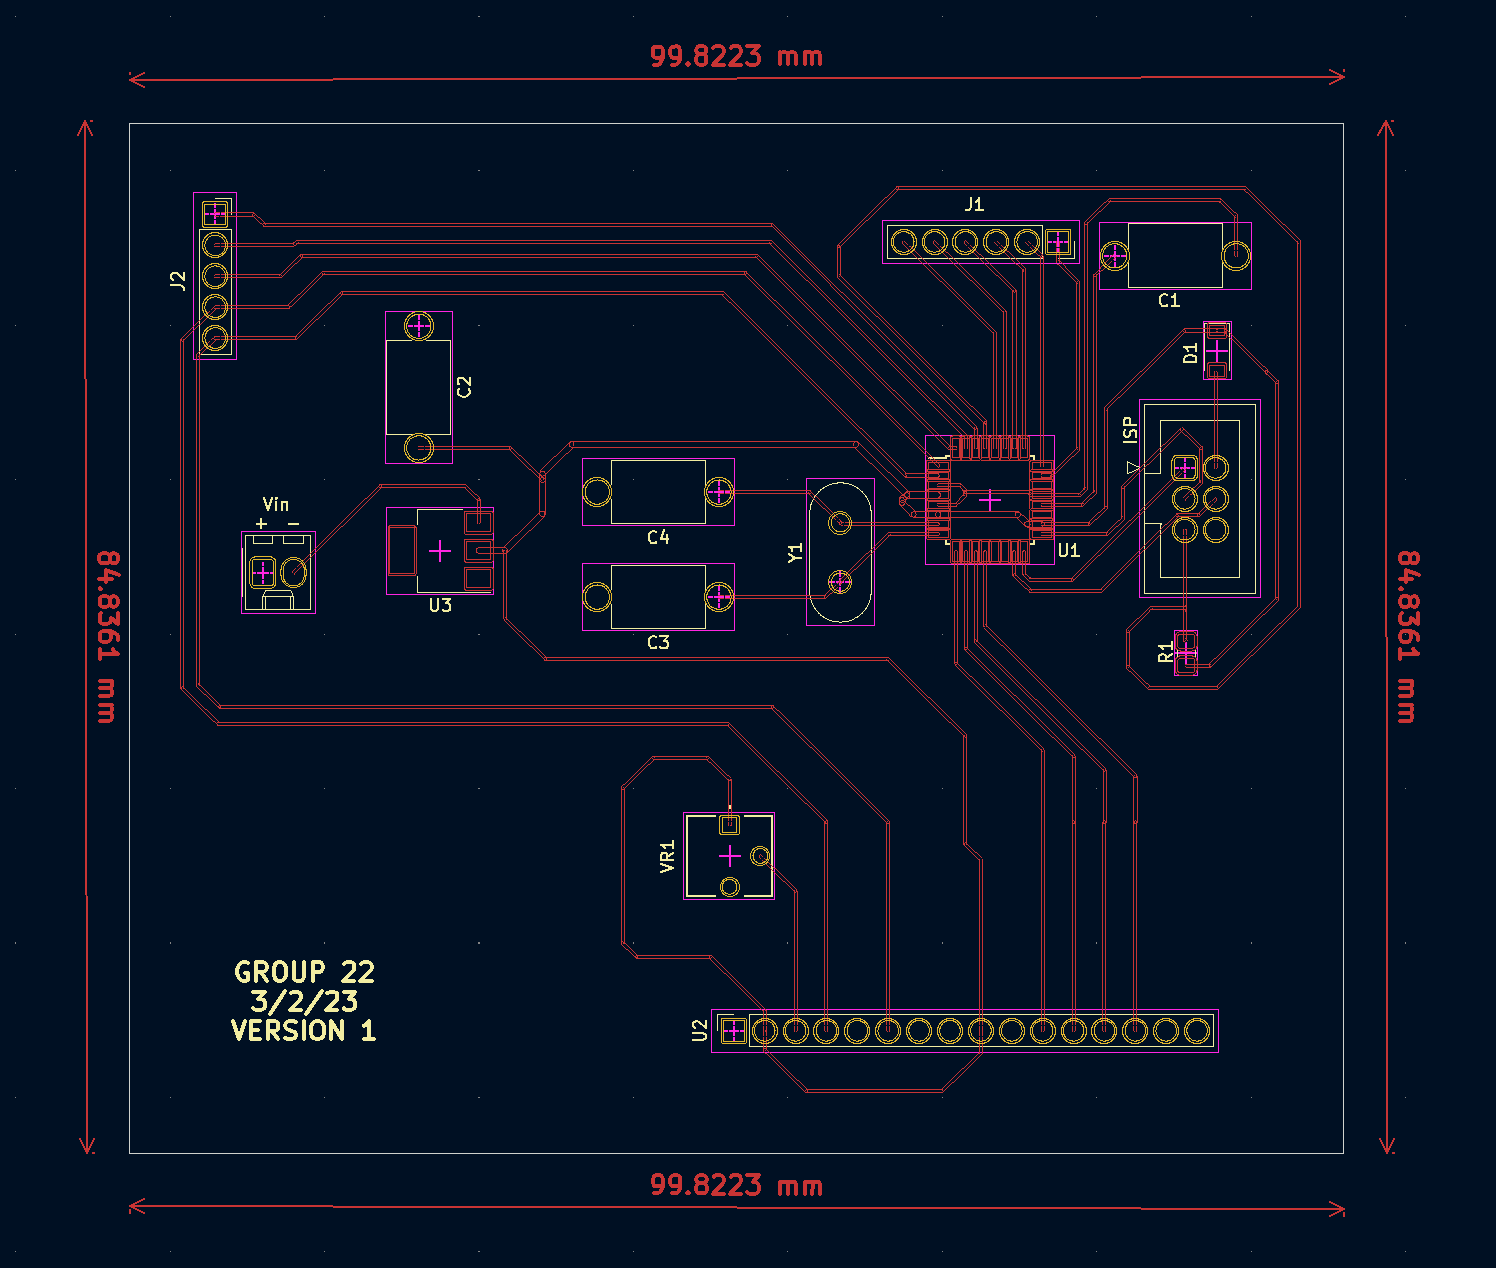 99.8223 mm
84.8361 mm
84.8361 mm
J1
J2
C1
D1
C2
ISP
Vin
+ −
C4
Y1
U1
U3
C3
R1
VR1
GROUP 22
3/2/23
VERSION 1
U2
99.8223 mm